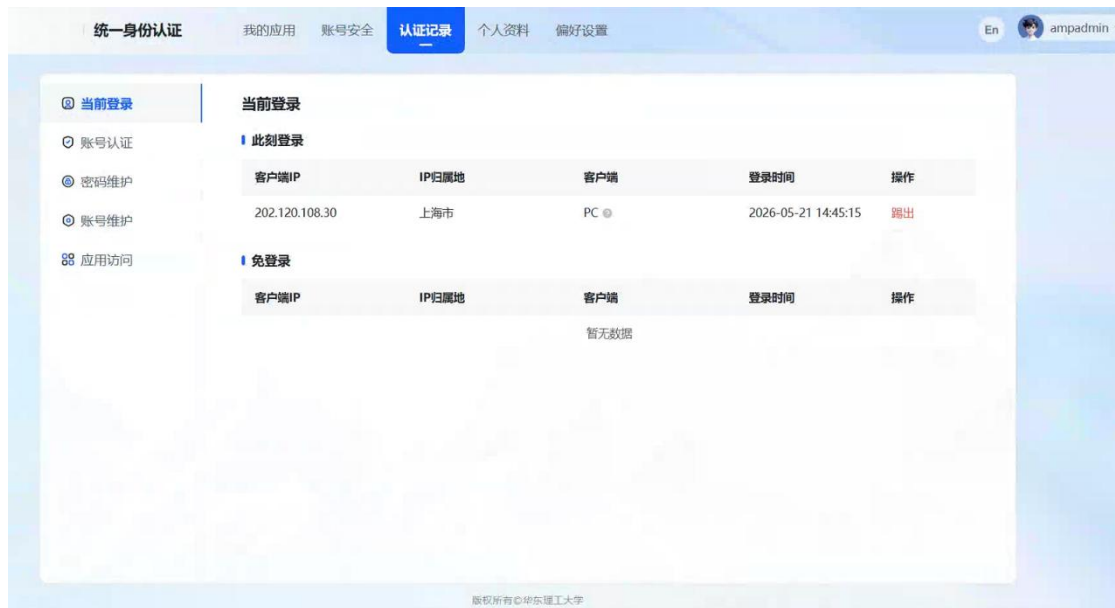 统一身份认证 我的应用 账号安全 认证记录 个人资料 偏好设置 En ampadmin
当前登录
账号认证
密码维护
账号维护
应用访问
当前登录
此刻登录
客户端IP IP归属地 客户端 登录时间 操作
202.120.108.30 上海市 PC 2026-05-21 14:45:15 踢出
免登录
客户端IP IP归属地 客户端 登录时间 操作
暂无数据
版权所有©华东理工大学